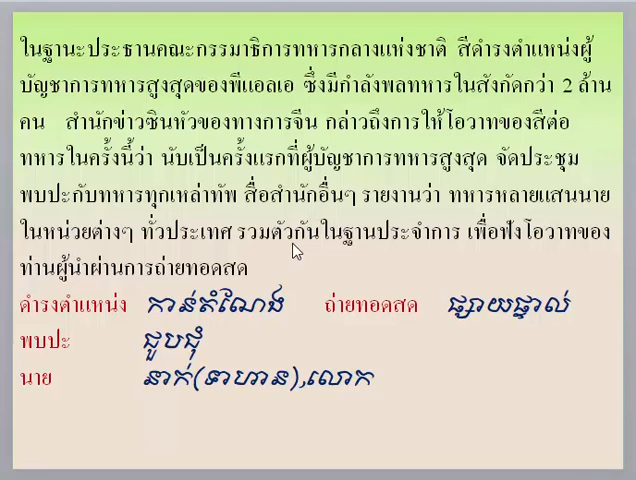 ในฐานะประธานคณะกรรมาธิการทหารกลางแห่งชาติ สีดำรงตำแหน่งผู้
บัญชาการทหารสูงสุดของพีแอลเอ ซึ่งมีกำลังพลทหารในสังกัดกว่า 2 ล้าน
คน สำนักข่าวซินหัวของทางการจีน กล่าวถึงการให้โอวาทของสีต่อ
ทหารในครั้งนี้ว่า นับเป็นครั้งแรกที่ผู้บัญชาการทหารสูงสุด จัดประชุม
พบปะกับทหารทุกเหล่าทัพ สื่อสำนักอื่นๆ รายงานว่า ทหารหลายแสนนาย
ในหน่วยต่างๆ ทั่วประเทศ รวมตัวกันในฐานประจำการ เพื่อฟังโอวาทของ
ท่านผู้นำผ่านการถ่ายทอดสด
ดำรงตำแหน่ง កាន់តំណែង ถ่ายทอดสด ផ្សាយផ្ទាល់
พบปะ ជួបជុំ
นาย នាក់(ទាហាន),លោក